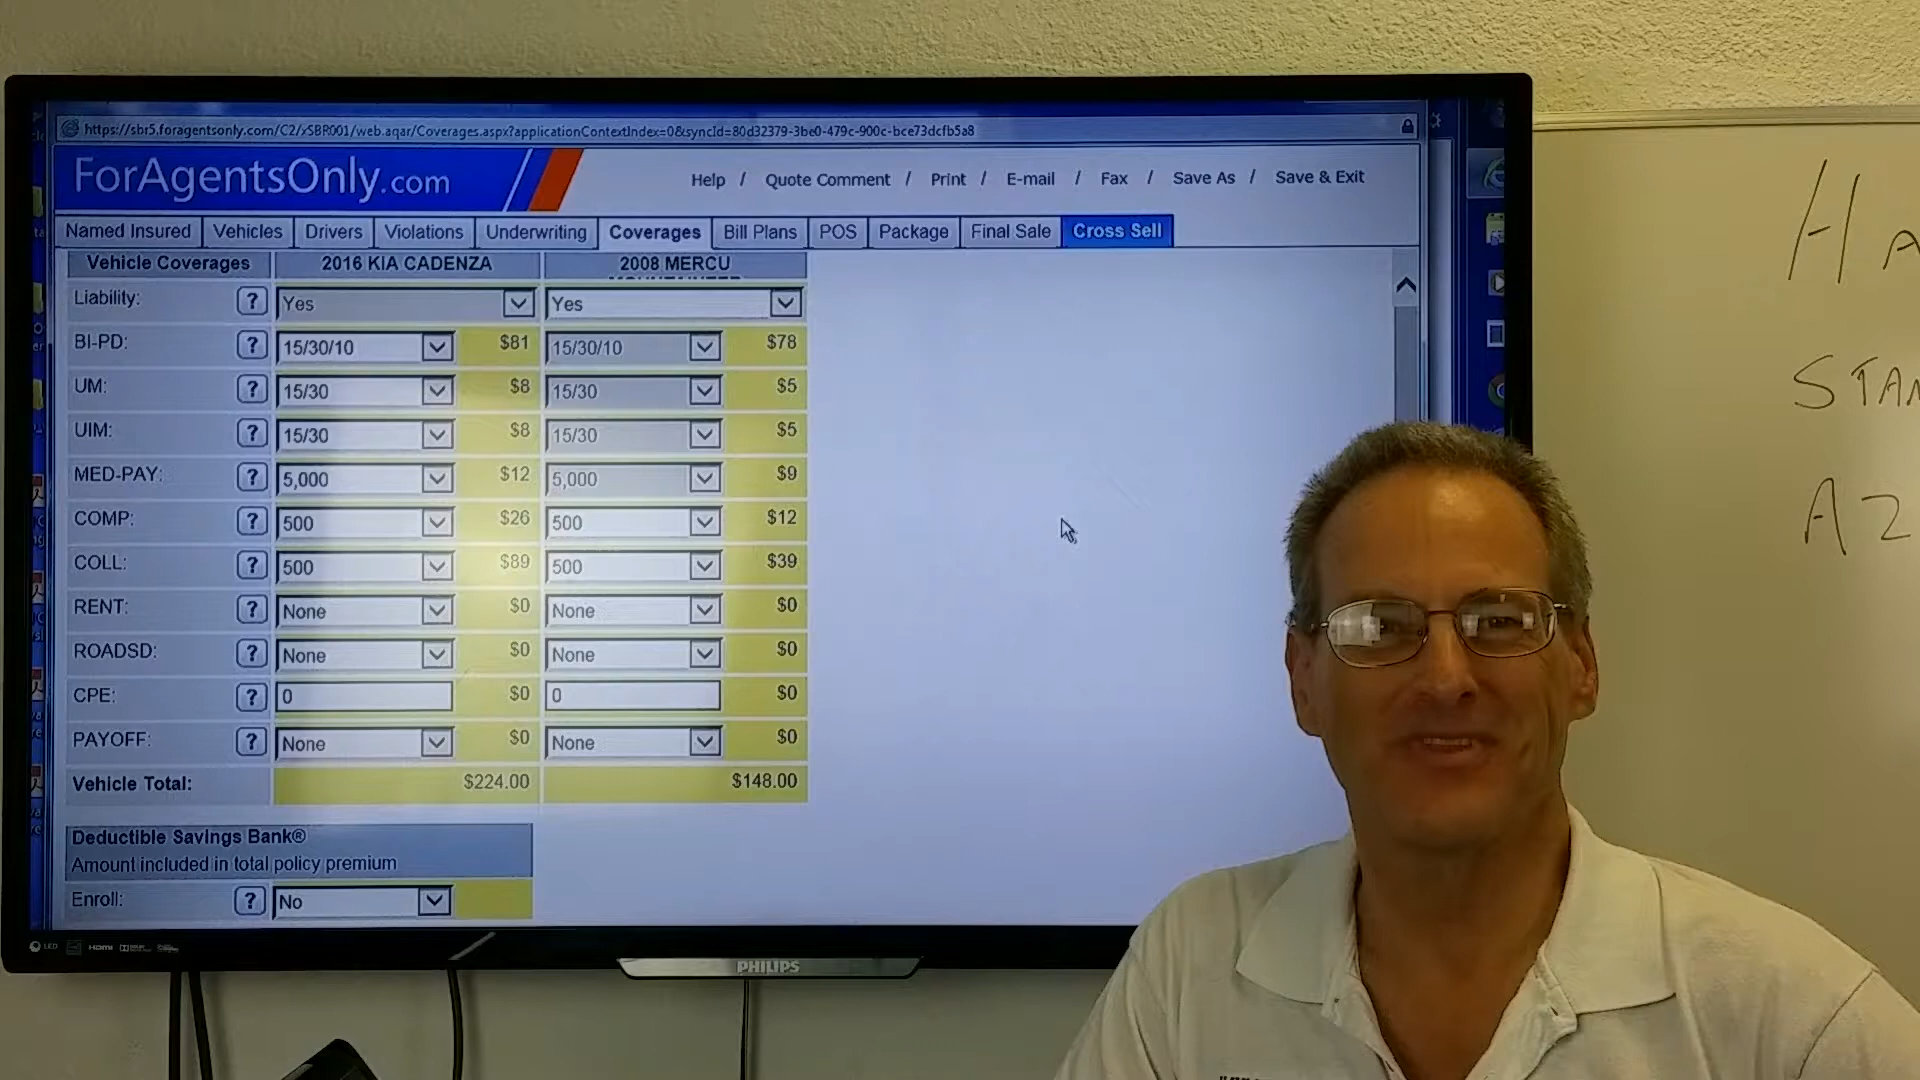 https://sbr5.foragentsonly.com/C2/xSBR001/web.aqar/Coverages.aspx?applicationContextIndex=0&syncId=80d32379-3be0-479c-900c-bce73dcfb5a8
ForAgentsOnly.com
Help / Quote Comment / Print / E-mail / Fax / Save As / Save & Exit
Named Insured Vehicles Drivers Violations Underwriting Coverages Bill Plans POS Package Final Sale Cross Sell
Vehicle Coverages 2016 KIA CADENZA 2008 MERCU
Liability: ? Yes Yes
BI-PD: ? 15/30/10 $81 15/30/10 $78
UM: ? 15/30 $8 15/30 $5
UIM: ? 15/30 $8 15/30 $5
MED-PAY: ? 5,000 $12 5,000 $9
COMP: ? 500 $26 500 $12
COLL: ? 500 $89 500 $39
RENT: ? None $0 None $0
ROADSD: ? None $0 None $0
CPE: ? 0 $0 0 $0
PAYOFF: ? None $0 None $0
Vehicle Total: $224.00 $148.00
Deductible Savings Bank®
Amount included in total policy premium
Enroll: ? No
LED HDMI
PHILIPS
HA
STAN
AZ